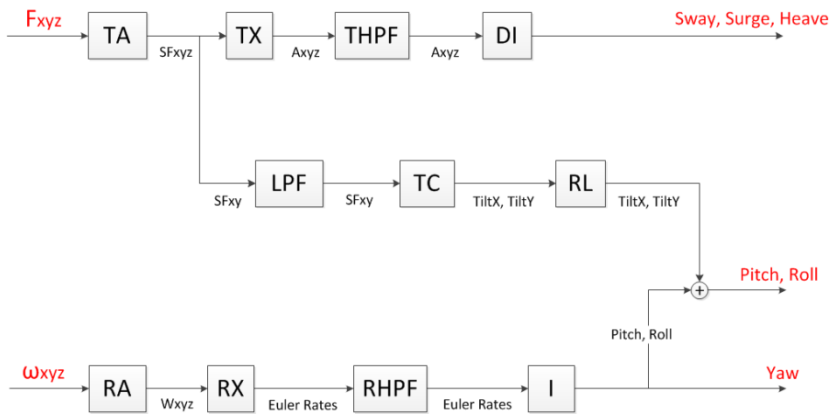 Fxyz
TA
SFxyz
TX
Axyz
THPF
Axyz
DI
Sway, Surge, Heave
SFxy
LPF
SFxy
TC
TiltX, TiltY
RL
TiltX, TiltY
+
Pitch, Roll
Pitch, Roll
ωxyz
RA
Wxyz
RX
Euler Rates
RHPF
Euler Rates
I
Yaw